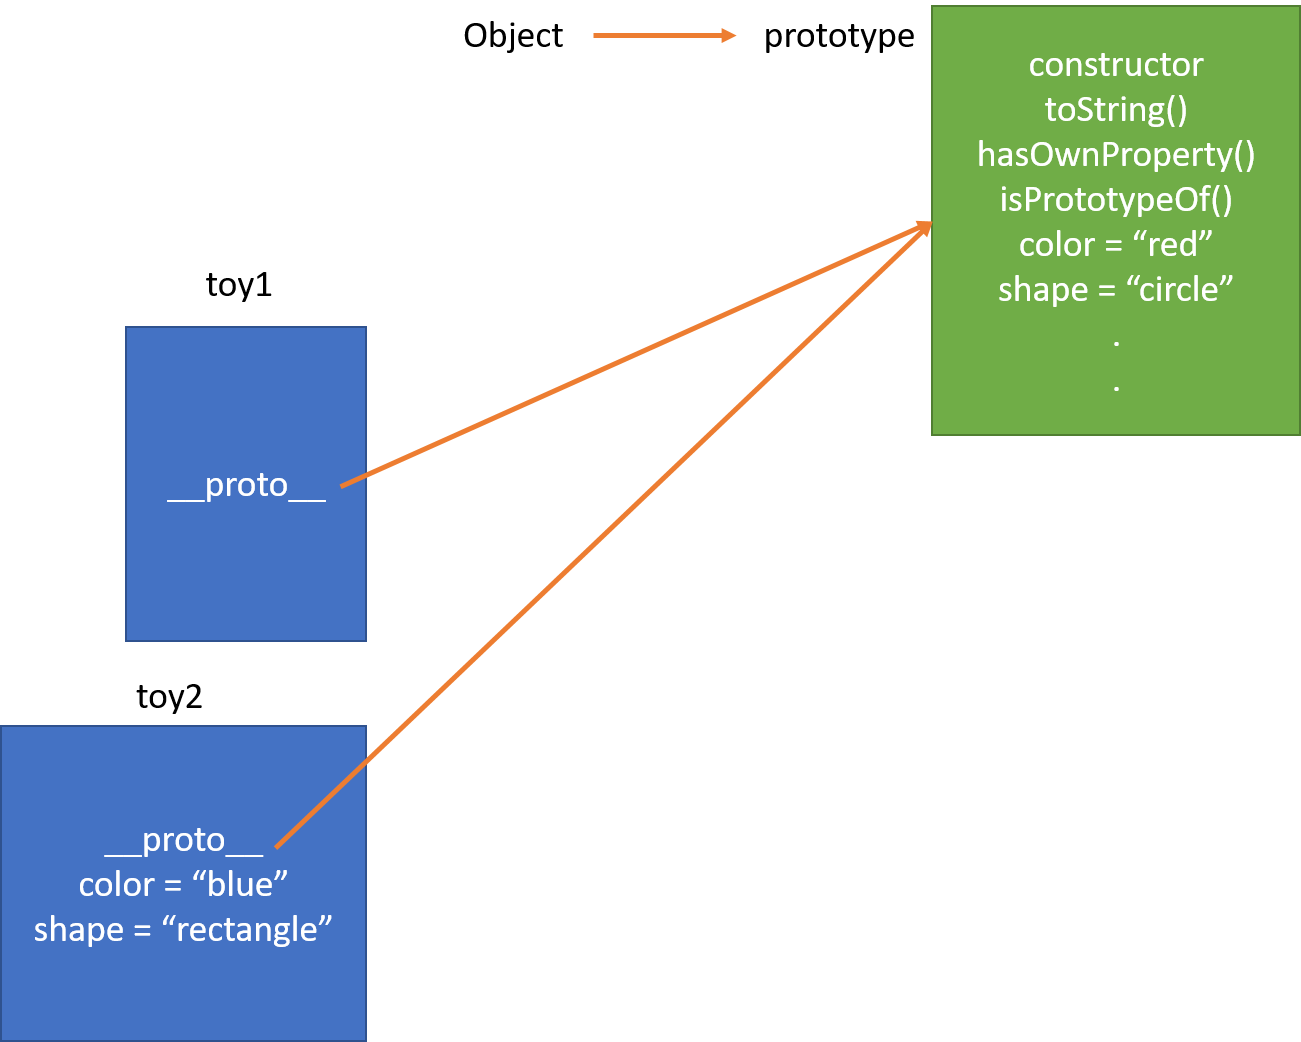 Object
prototype
constructor
toString()
hasOwnProperty()
isPrototypeOf()
color = “red”
shape = “circle”
.
.
toy1
__proto__
toy2
__proto__
color = “blue”
shape = “rectangle”